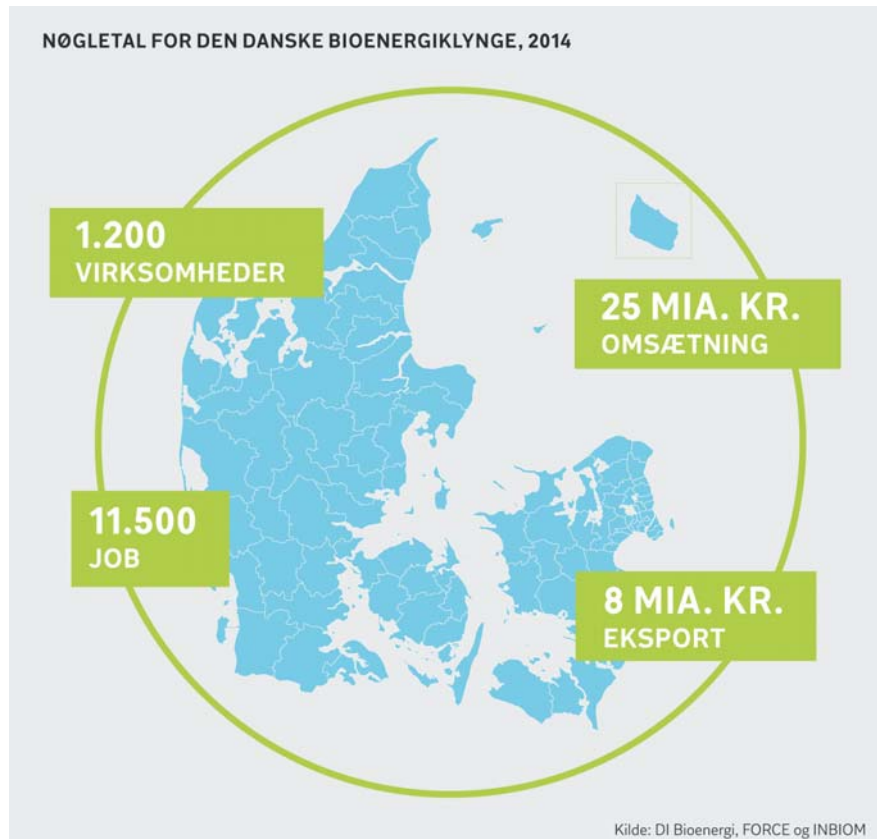 NØGLETAL FOR DEN DANSKE BIOENERGIKLYNGE, 2014
1.200
VIRKSOMHEDER
25 MIA. KR.
OMSÆTNING
11.500
JOB
8 MIA. KR.
EKSPORT
Kilde: DI Bioenergi, FORCE og INBIOM